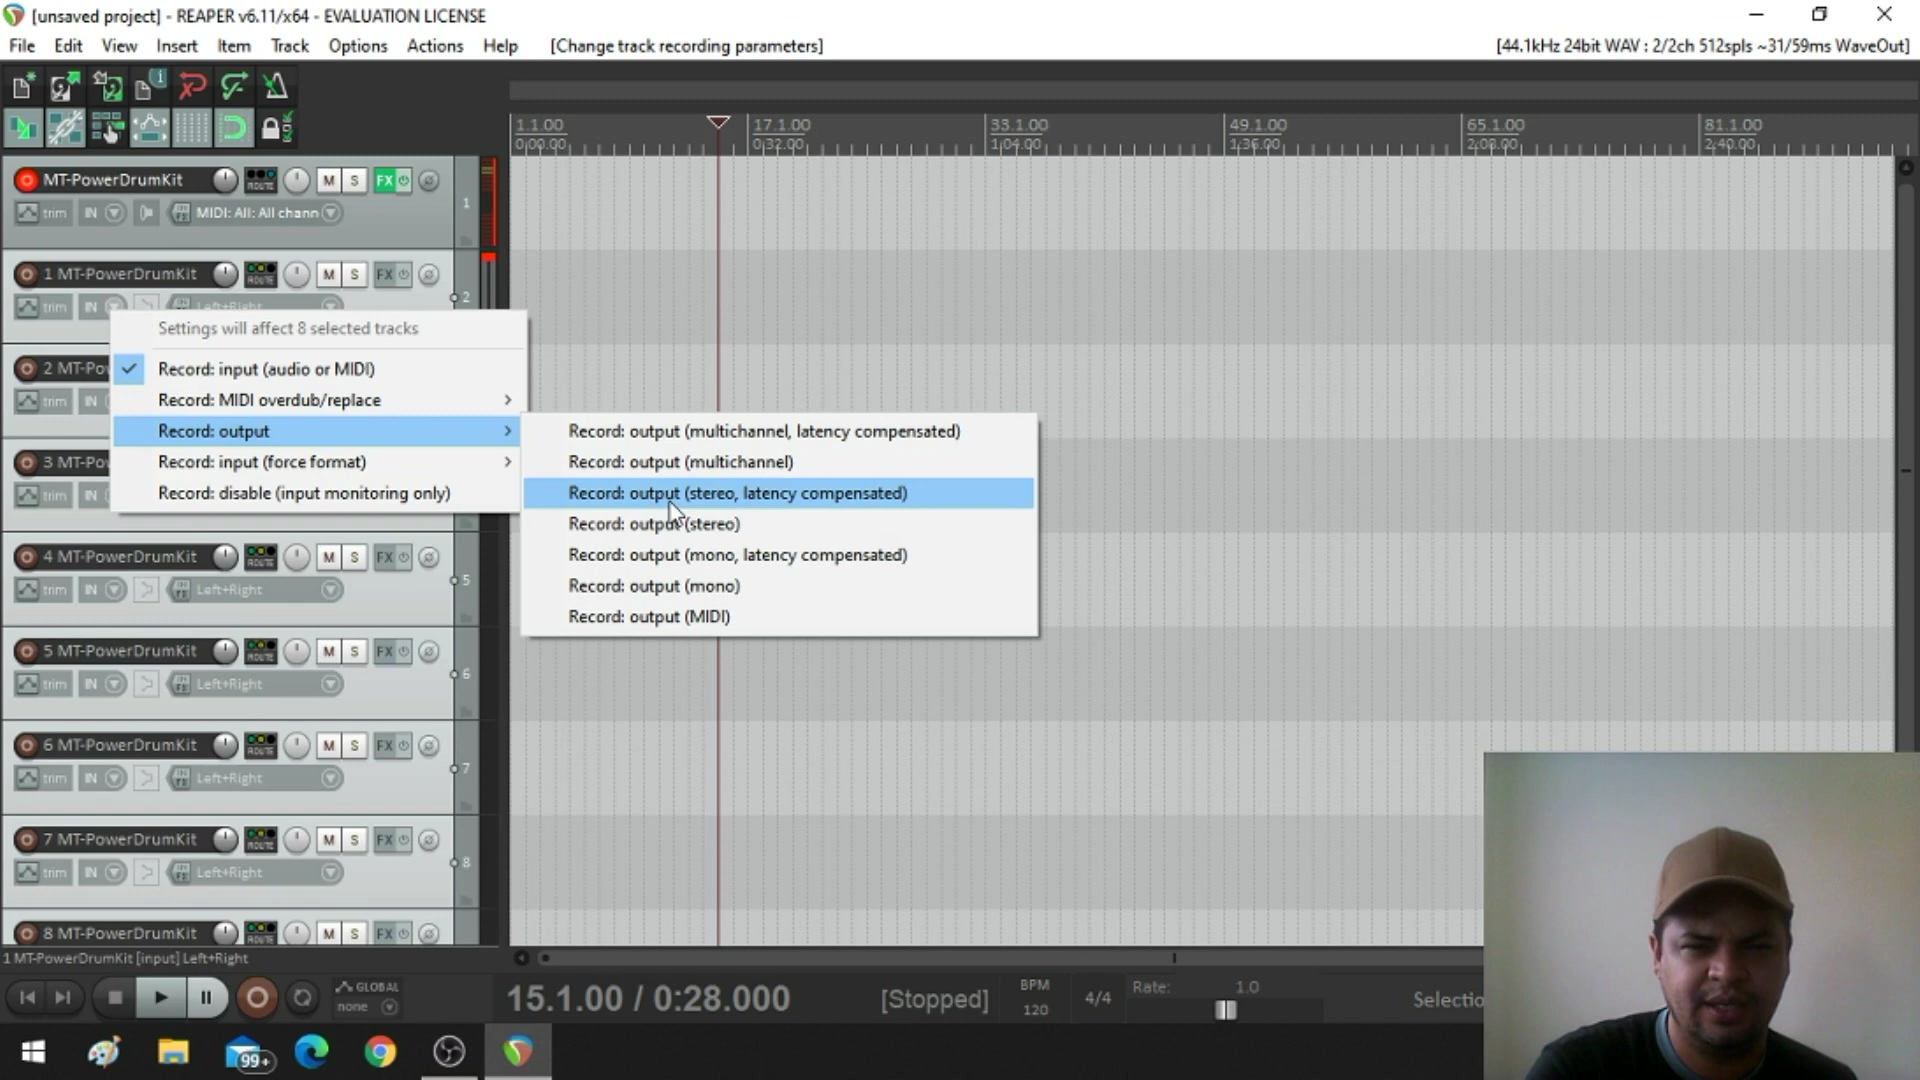 [unsaved project] - REAPER v6.11/x64 - EVALUATION LICENSE
File Edit View Insert Item Track Options Actions Help [Change track recording parameters] [44.1kHz 24bit WAV : 2/2ch 512spls ~31/59ms WaveOut]
1.1.00 17.1.00 33.1.00 49.1.00 65.1.00 81.1.00
0:00.00 0:32.00 1:04.00 1:36.00 2:08.00 2:40.00
MT-PowerDrumKit ROUTE M S FX 1
trim IN MIDI: All: All chann
1 MT-PowerDrumKit ROUTE M S FX 2
trim IN Left+Right
Settings will affect 8 selected tracks
Record: input (audio or MIDI)
Record: MIDI overdub/replace
Record: output
Record: input (force format)
Record: disable (input monitoring only)
Record: output (multichannel, latency compensated)
Record: output (multichannel)
Record: output (stereo, latency compensated)
Record: output (stereo)
Record: output (mono, latency compensated)
Record: output (mono)
Record: output (MIDI)
2 MT-Po
trim IN
3 MT-Po
trim IN
4 MT-PowerDrumKit ROUTE M S FX 5
trim IN Left+Right
5 MT-PowerDrumKit ROUTE M S FX 6
trim IN Left+Right
6 MT-PowerDrumKit ROUTE M S FX 7
trim IN Left+Right
7 MT-PowerDrumKit ROUTE M S FX 8
trim IN Left+Right
8 MT-PowerDrumKit ROUTE M S FX
1 MT-PowerDrumKit [input] Left+Right
GLOBAL
none
15.1.00 / 0:28.000 [Stopped]
BPM
120
4/4
Rate: 1.0
Selectio
99+